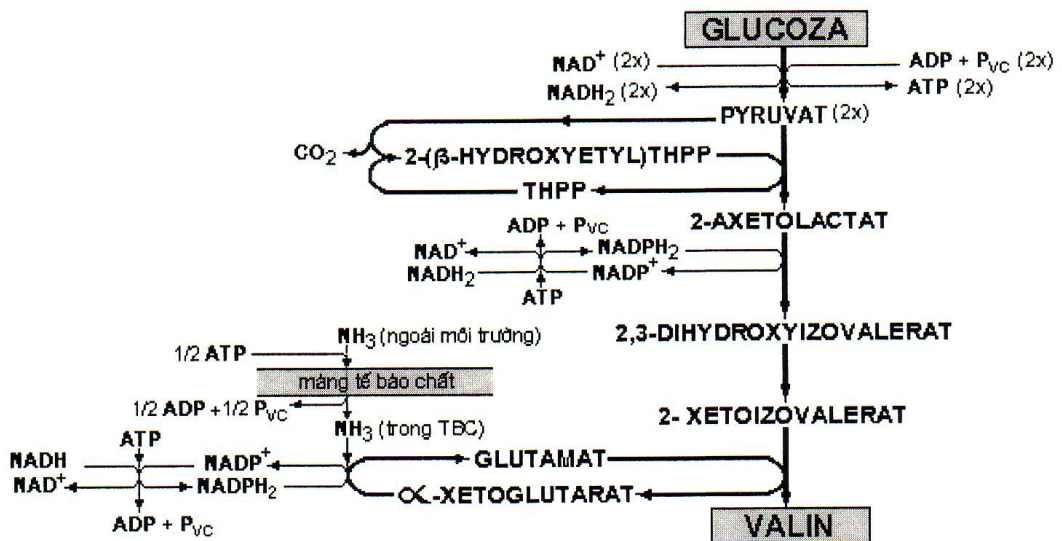 GLUCOZA
NAD⁺ (2x)
ADP + PVC (2x)
NADH₂ (2x)
ATP (2x)
PYRUVAT (2x)
CO₂
2-(β-HYDROXYETYL)THPP
THPP
2-AXETOLACTAT
ADP + PVC
NAD⁺
NADPH₂
NADH₂
NADP⁺
ATP
2,3-DIHYDROXYIZOVALERAT
NH₃ (ngoài môi trường)
1/2 ATP
màng tế bào chất
1/2 ADP +1/2 PVC
2- XETOIZOVALERAT
NH₃ (trong TBC)
ATP
NADH
NADP⁺
GLUTAMAT
NAD⁺
NADPH₂
α-XETOGLUTARAT
ADP + PVC
VALIN